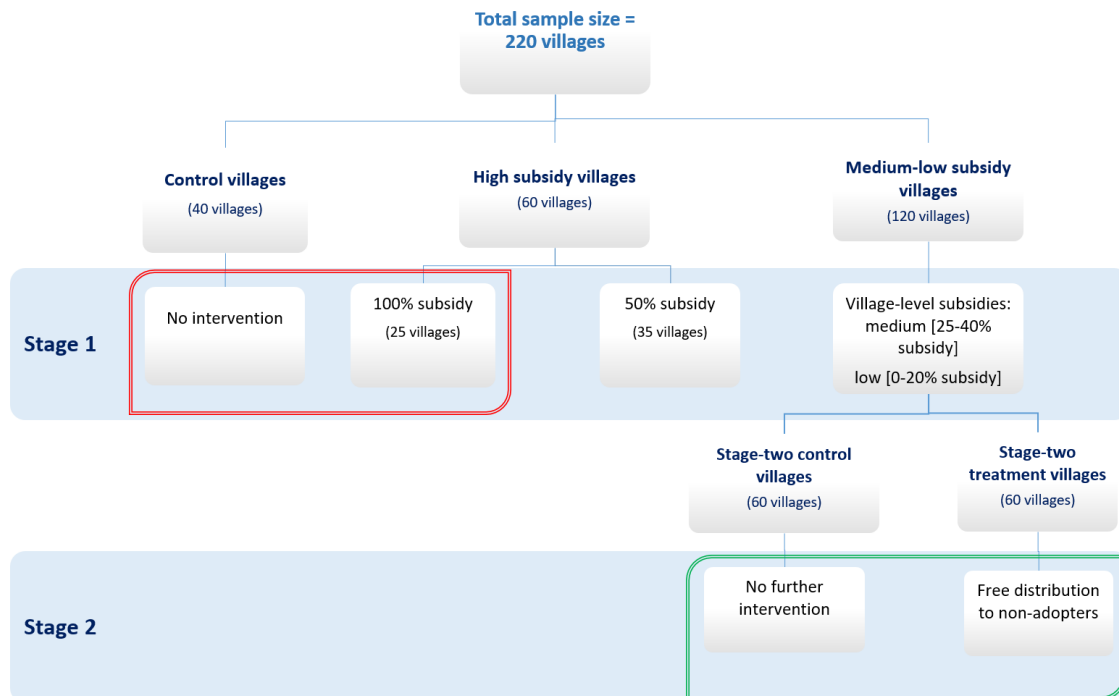 Total sample size =
220 villages
Control villages
(40 villages)
High subsidy villages
(60 villages)
Medium-low subsidy
villages
(120 villages)
Stage 1
No intervention
100% subsidy
(25 villages)
50% subsidy
(35 villages)
Village-level subsidies:
medium [25-40%
subsidy]
low [0-20% subsidy]
Stage-two control
villages
(60 villages)
Stage-two
treatment villages
(60 villages)
Stage 2
No further
intervention
Free distribution
to non-adopters